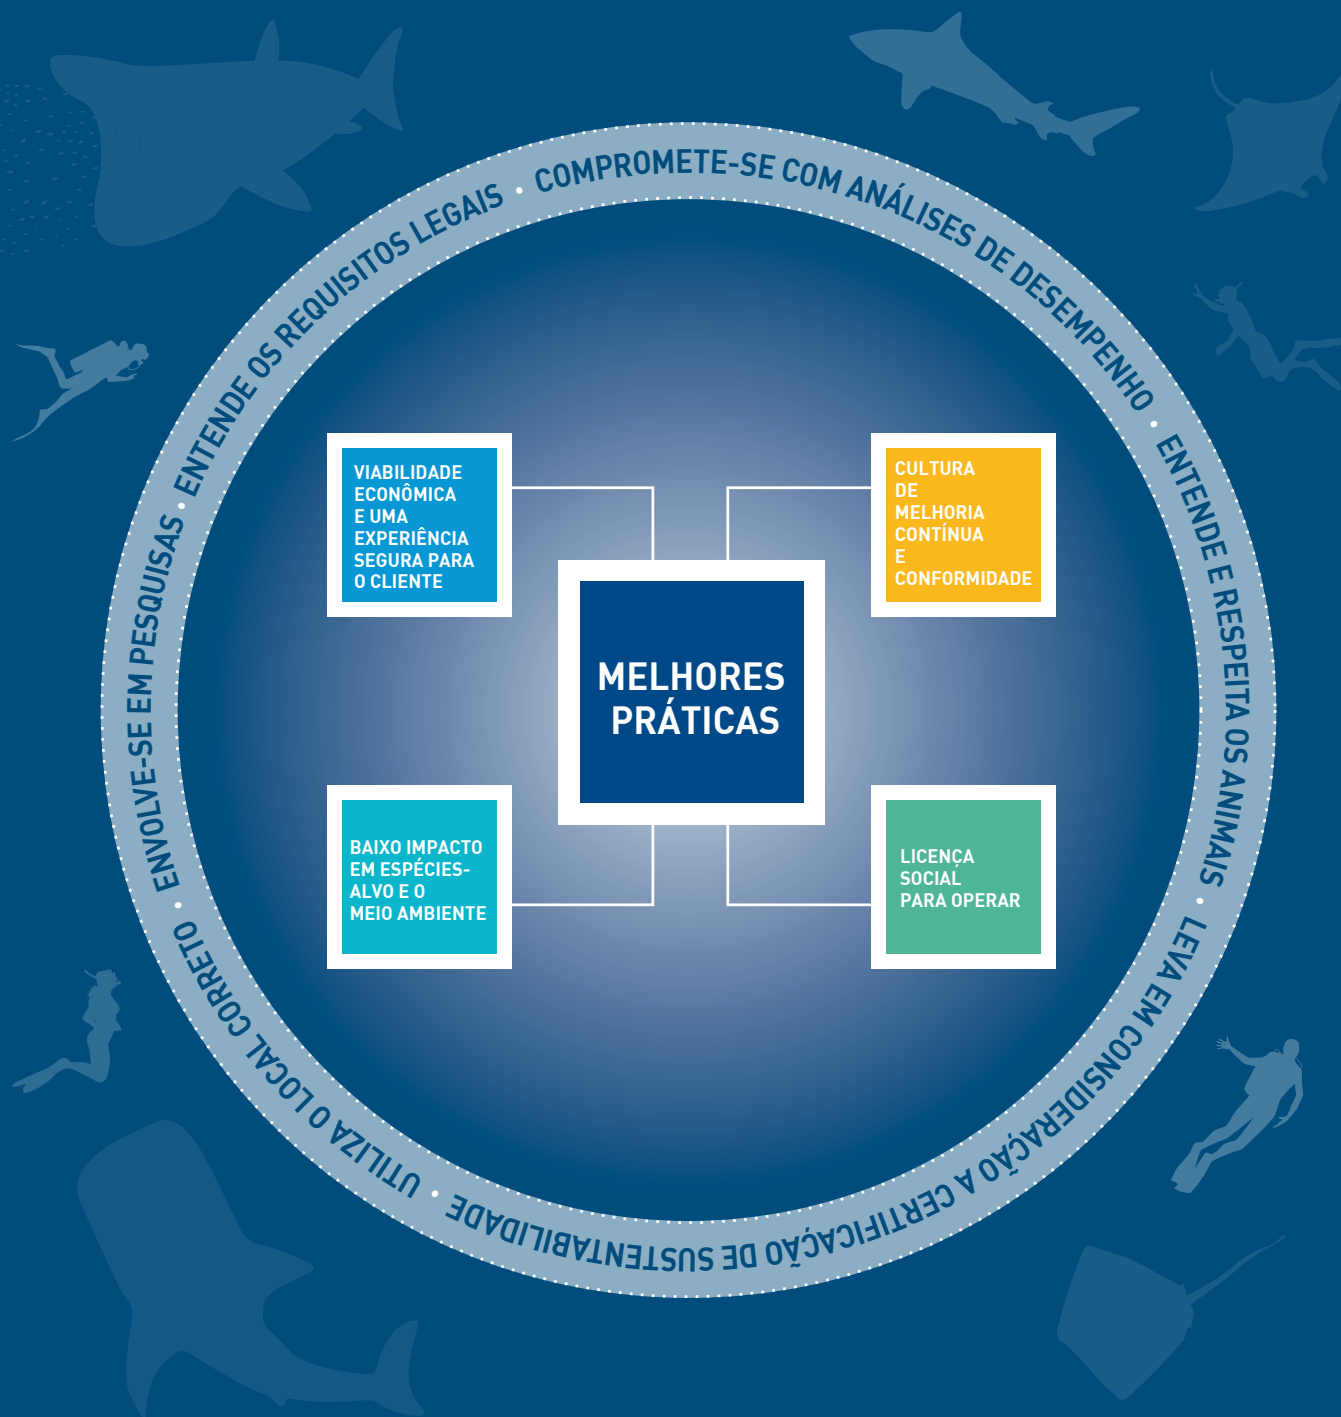 COMPROMETE-SE COM ANÁLISES DE DESEMPENHO •
ENTENDE E RESPEITA OS ANIMAIS •
LEVA EM CONSIDERAÇÃO A CERTIFICAÇÃO DE SUSTENTABILIDADE •
UTILIZA O LOCAL CORRETO •
ENVOLVE-SE EM PESQUISAS •
ENTENDE OS REQUISITOS LEGAIS •
VIABILIDADE
ECONÔMICA
E UMA
EXPERIÊNCIA
SEGURA PARA
O CLIENTE
CULTURA
DE
MELHORIA
CONTÍNUA
E
CONFORMIDADE
MELHORES
PRÁTICAS
BAIXO IMPACTO
EM ESPÉCIES-
ALVO E O
MEIO AMBIENTE
LICENÇA
SOCIAL
PARA OPERAR